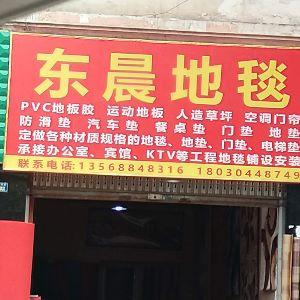 东晨地毯
PVC地板胶 运动地板 人造草坪 空调门帘
防滑垫 汽车垫 餐桌垫 门垫 地垫
定做各种材质规格的地毯、地垫、门垫、电梯垫
承接办公室、宾馆、KTV等工程地毯铺设安装
联系电话:13568848316 18030448749